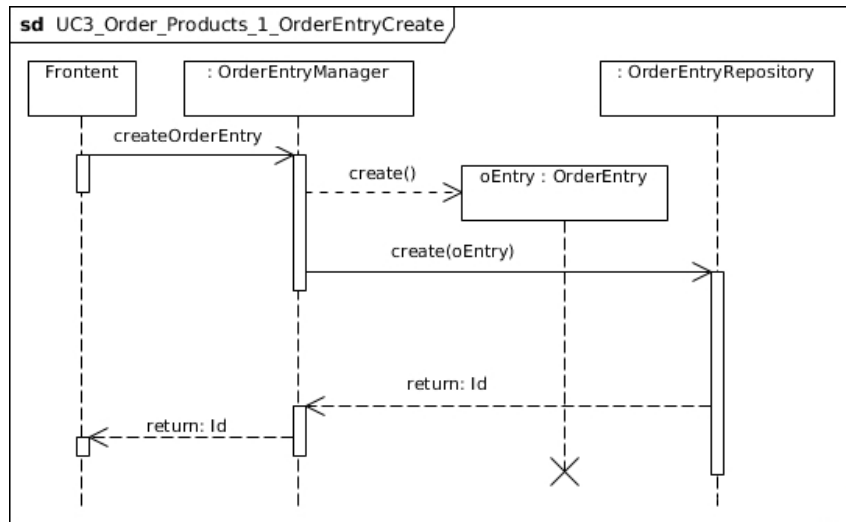 sd UC3_Order_Products_1_OrderEntryCreate
Frontent
: OrderEntryManager
: OrderEntryRepository
createOrderEntry
create()
oEntry : OrderEntry
create(oEntry)
return: Id
return: Id